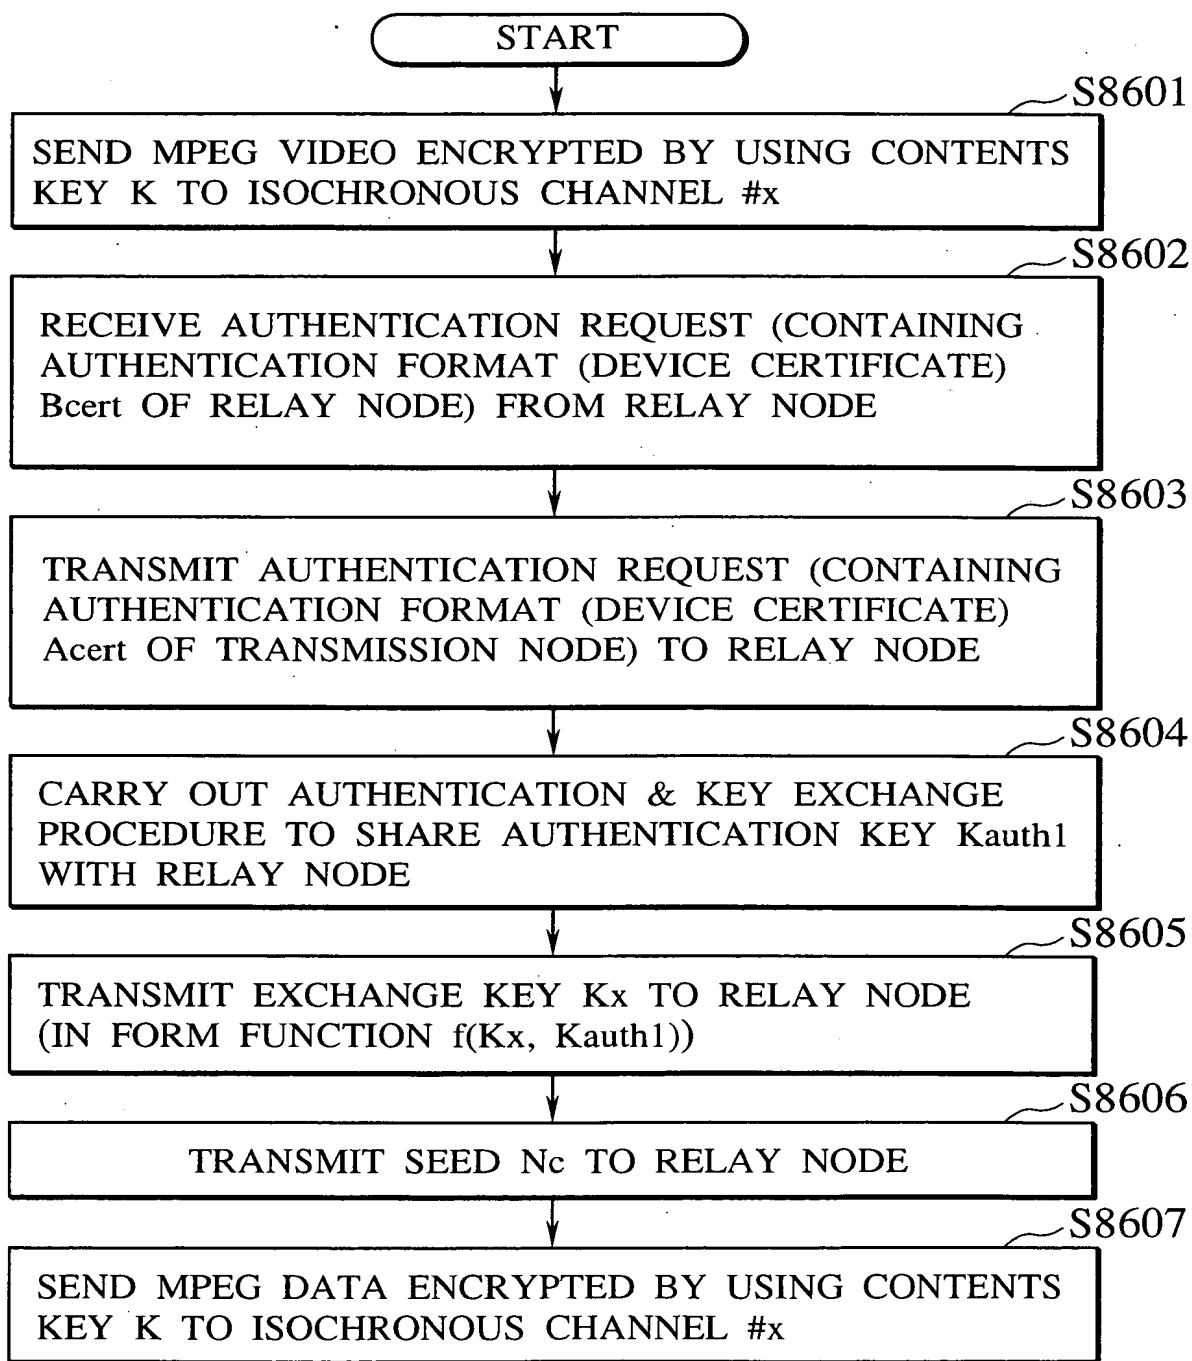 START
S8601
SEND MPEG VIDEO ENCRYPTED BY USING CONTENTS
KEY K TO ISOCHRONOUS CHANNEL #x
S8602
RECEIVE AUTHENTICATION REQUEST (CONTAINING
AUTHENTICATION FORMAT (DEVICE CERTIFICATE)
Bcert OF RELAY NODE) FROM RELAY NODE
S8603
TRANSMIT AUTHENTICATION REQUEST (CONTAINING
AUTHENTICATION FORMAT (DEVICE CERTIFICATE)
Acert OF TRANSMISSION NODE) TO RELAY NODE
S8604
CARRY OUT AUTHENTICATION & KEY EXCHANGE
PROCEDURE TO SHARE AUTHENTICATION KEY Kauth1
WITH RELAY NODE
S8605
TRANSMIT EXCHANGE KEY Kx TO RELAY NODE
(IN FORM FUNCTION f(Kx, Kauth1))
S8606
TRANSMIT SEED Nc TO RELAY NODE
S8607
SEND MPEG DATA ENCRYPTED BY USING CONTENTS
KEY K TO ISOCHRONOUS CHANNEL #x